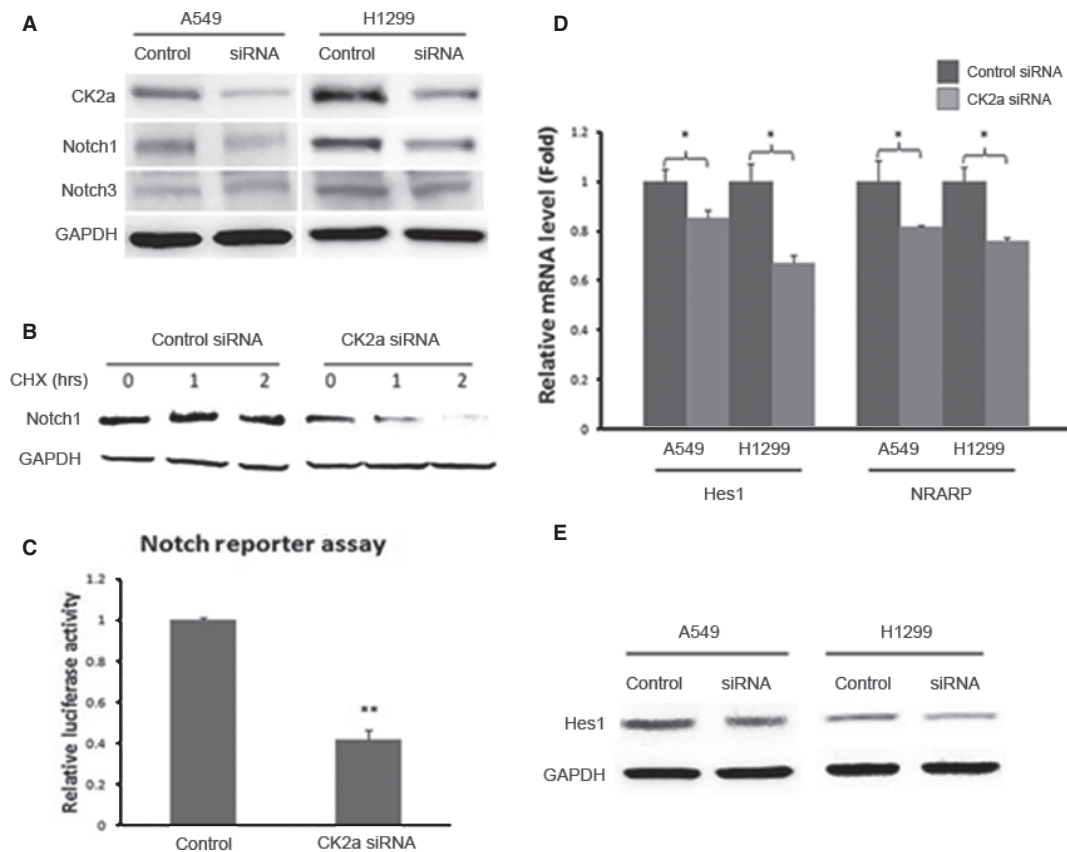 A
A549
H1299
Control
siRNA
Control
siRNA
CK2a
Notch1
Notch3
GAPDH
B
Control siRNA
CK2a siRNA
CHX (hrs)
0
1
2
0
1
2
Notch1
GAPDH
C
Notch reporter assay
Relative luciferase activity
1.2
1
0.8
0.6
0.4
0.2
0
**
Control
CK2a siRNA
D
Control siRNA
CK2a siRNA
Relative mRNA level (Fold)
1.2
1
0.8
0.6
0.4
0.2
0
*
*
*
*
A549
H1299
A549
H1299
Hes1
NRARP
E
A549
H1299
Control
siRNA
Control
siRNA
Hes1
GAPDH